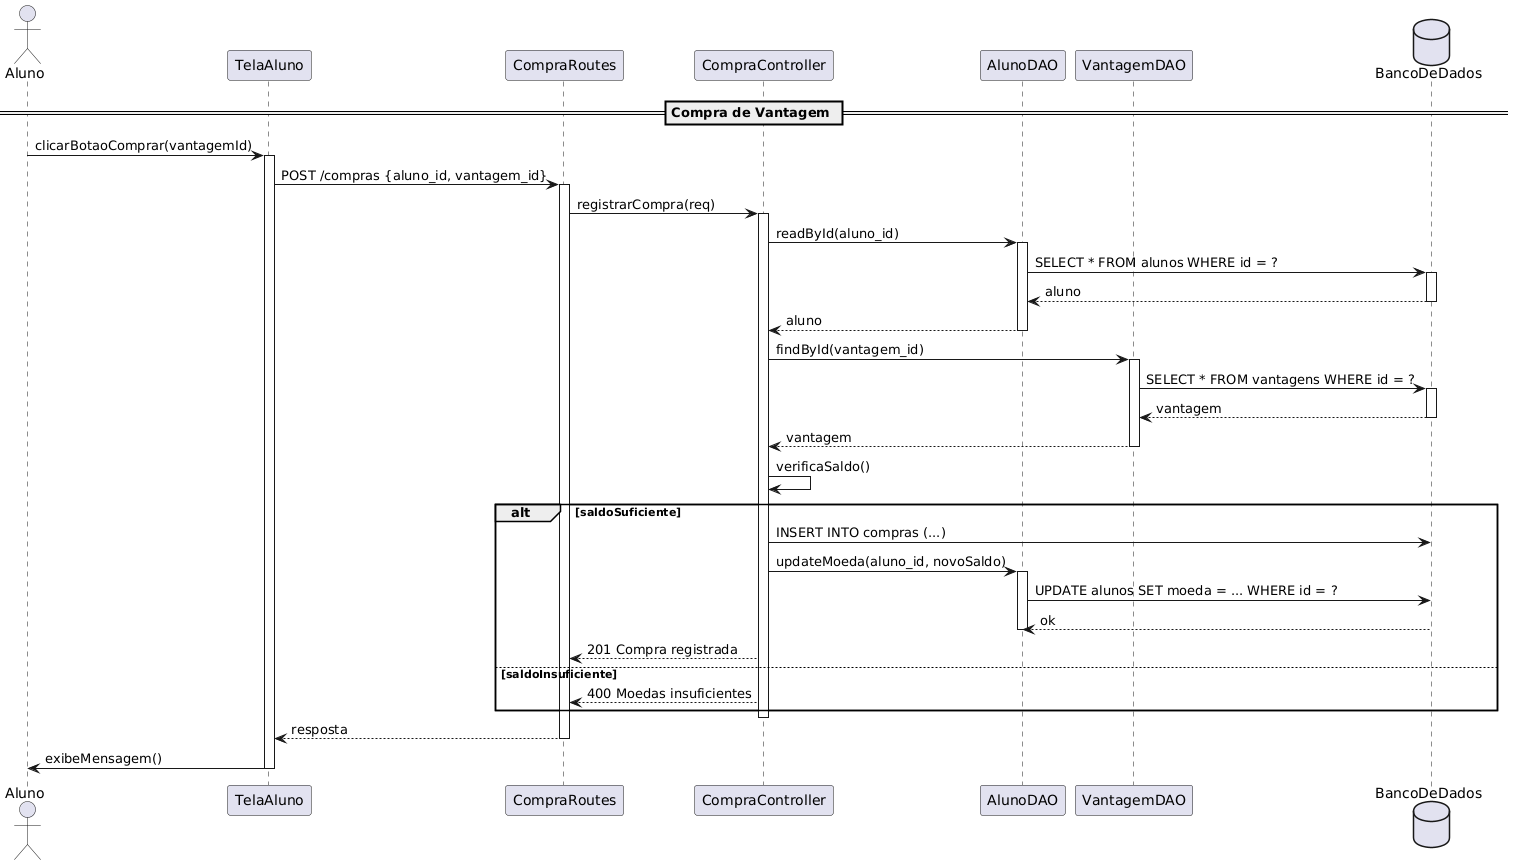 Aluno
TelaAluno
CompraRoutes
CompraController
AlunoDAO
VantagemDAO
BancoDeDados
Compra de Vantagem
clicarBotaoComprar(vantagemId)
POST /compras {aluno_id, vantagem_id}
registrarCompra(req)
readById(aluno_id)
SELECT * FROM alunos WHERE id = ?
aluno
aluno
findById(vantagem_id)
SELECT * FROM vantagens WHERE id = ?
vantagem
vantagem
verificaSaldo()
alt [saldoSuficiente]
INSERT INTO compras (...)
updateMoeda(aluno_id, novoSaldo)
UPDATE alunos SET moeda = ... WHERE id = ?
ok
201 Compra registrada
[saldoInsuficiente]
400 Moedas insuficientes
resposta
exibeMensagem()
Aluno
TelaAluno
CompraRoutes
CompraController
AlunoDAO
VantagemDAO
BancoDeDados